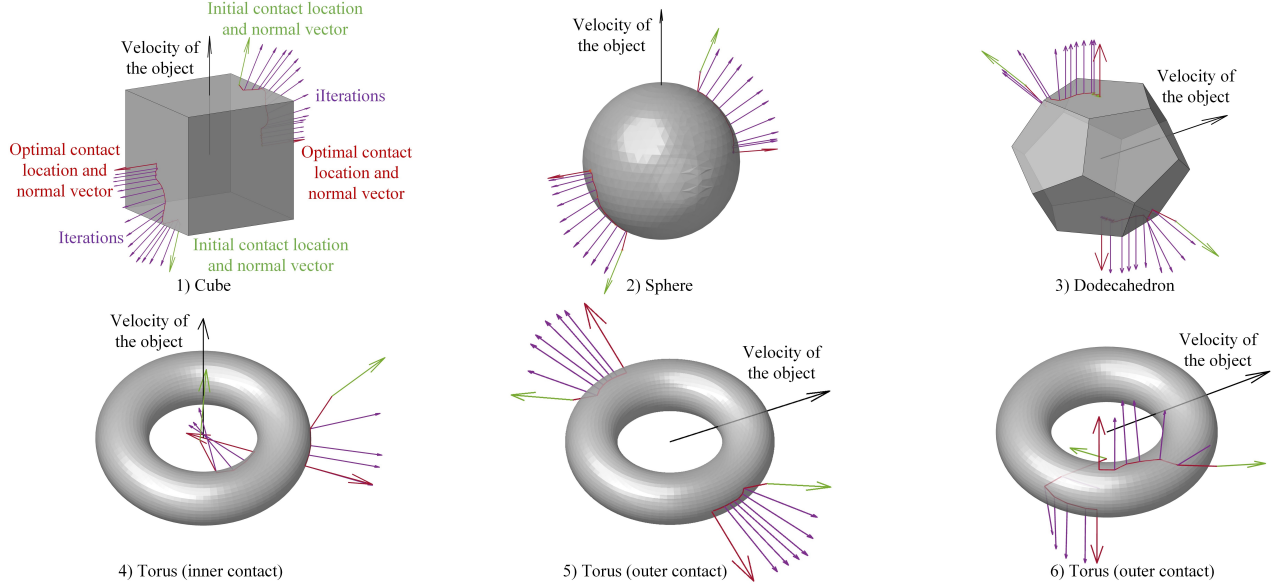 Initial contact location
and normal vector
Velocity of
the object
iIterations
Optimal contact
location and
normal vector
Optimal contact
location and
normal vector
Iterations
Initial contact location
and normal vector
1) Cube
Velocity of
the object
2) Sphere
Velocity of
the object
3) Dodecahedron
Velocity of
the object
4) Torus (inner contact)
Velocity of
the object
5) Torus (outer contact)
Velocity of
the object
6) Torus (outer contact)